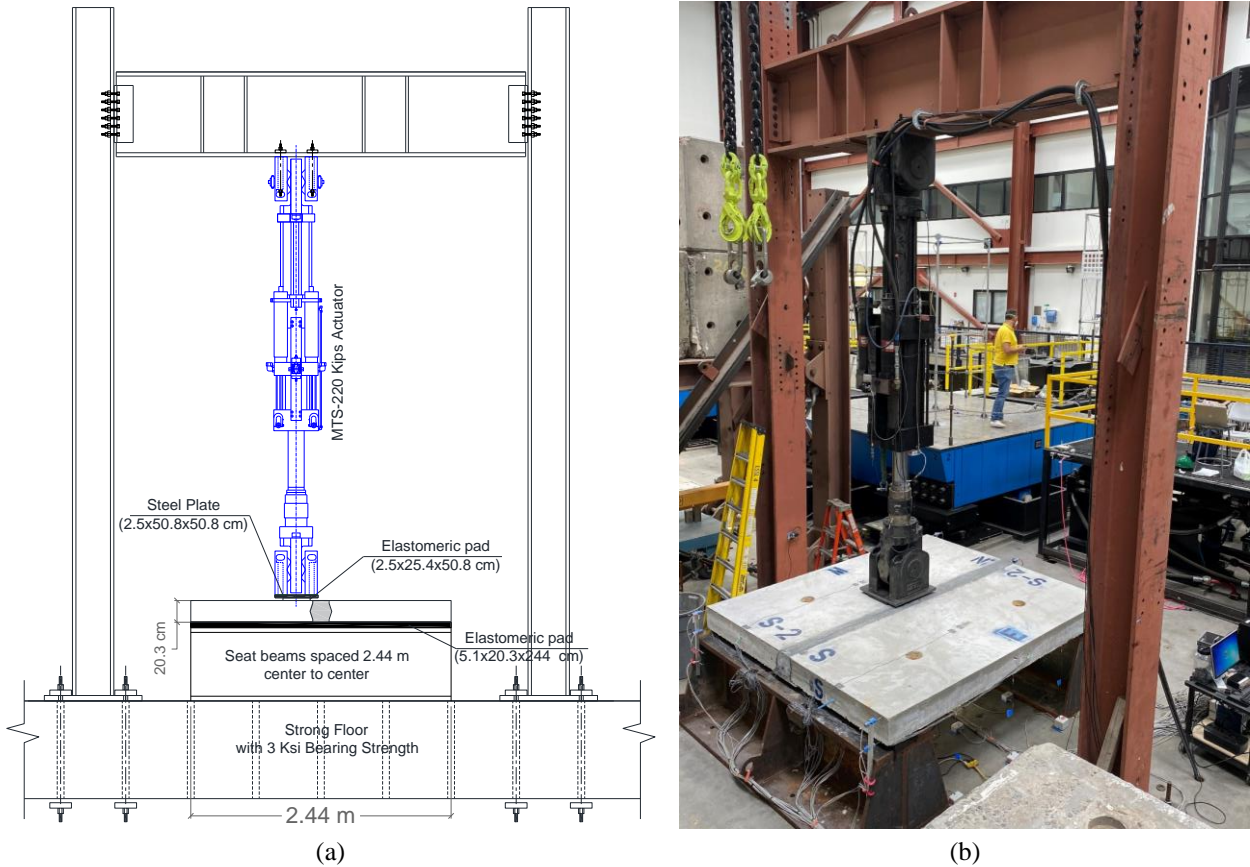 MTS-220 Kips Actuator
Steel Plate
(2.5x50.8x50.8 cm)
Elastomeric pad
(2.5x25.4x50.8 cm)
20.3 cm
Elastomeric pad
(5.1x20.3x244 cm)
Seat beams spaced 2.44 m
center to center
Strong Floor
with 3 Ksi Bearing Strength
2.44 m
(a)
S-2
S-2
S
S
(b)